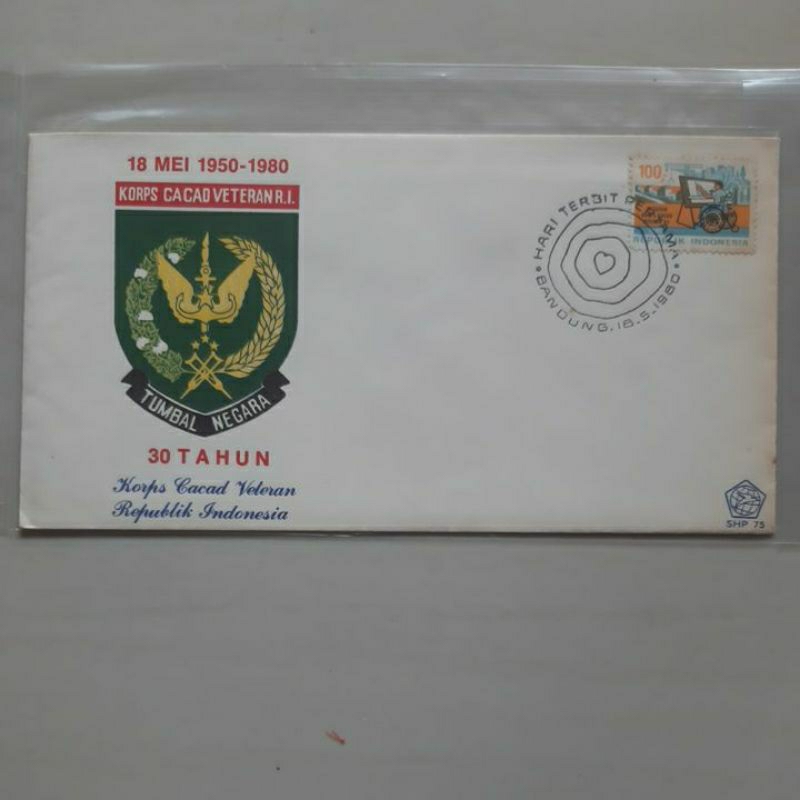 18 MEI 1950-1980
KORPS CACAD VETERAN R.I.
TUMBAL NEGARA
30 TAHUN
Korps Cacad Veteran
Republik Indonesia
HARI TERBIT PERTAMA
BANDUNG.18.5.1980
100
REPUBLIK INDONESIA
SHP 75